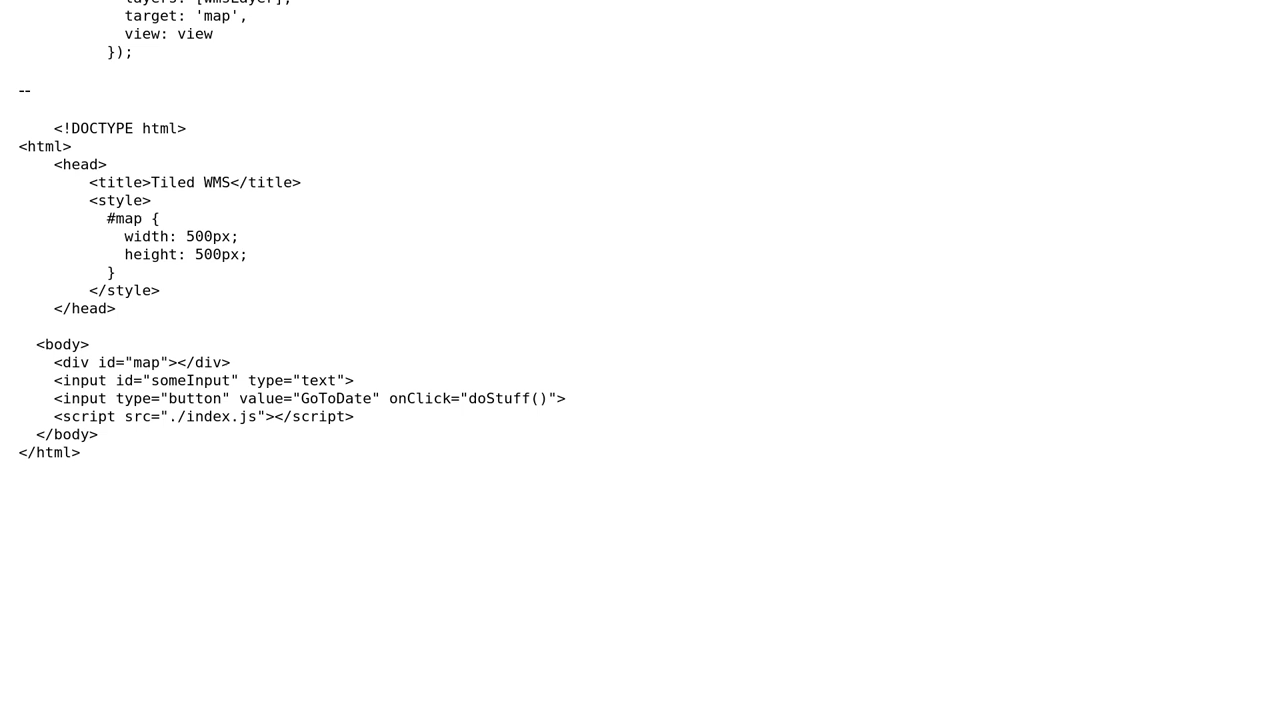 layers: [wmsLayer],
target: 'map',
view: view
});
--
<!DOCTYPE html>
<html>
<head>
<title>Tiled WMS</title>
<style>
#map {
width: 500px;
height: 500px;
}
</style>
</head>
<body>
<div id="map"></div>
<input id="someInput" type="text">
<input type="button" value="GoToDate" onClick="doStuff()">
<script src="./index.js"></script>
</body>
</html>